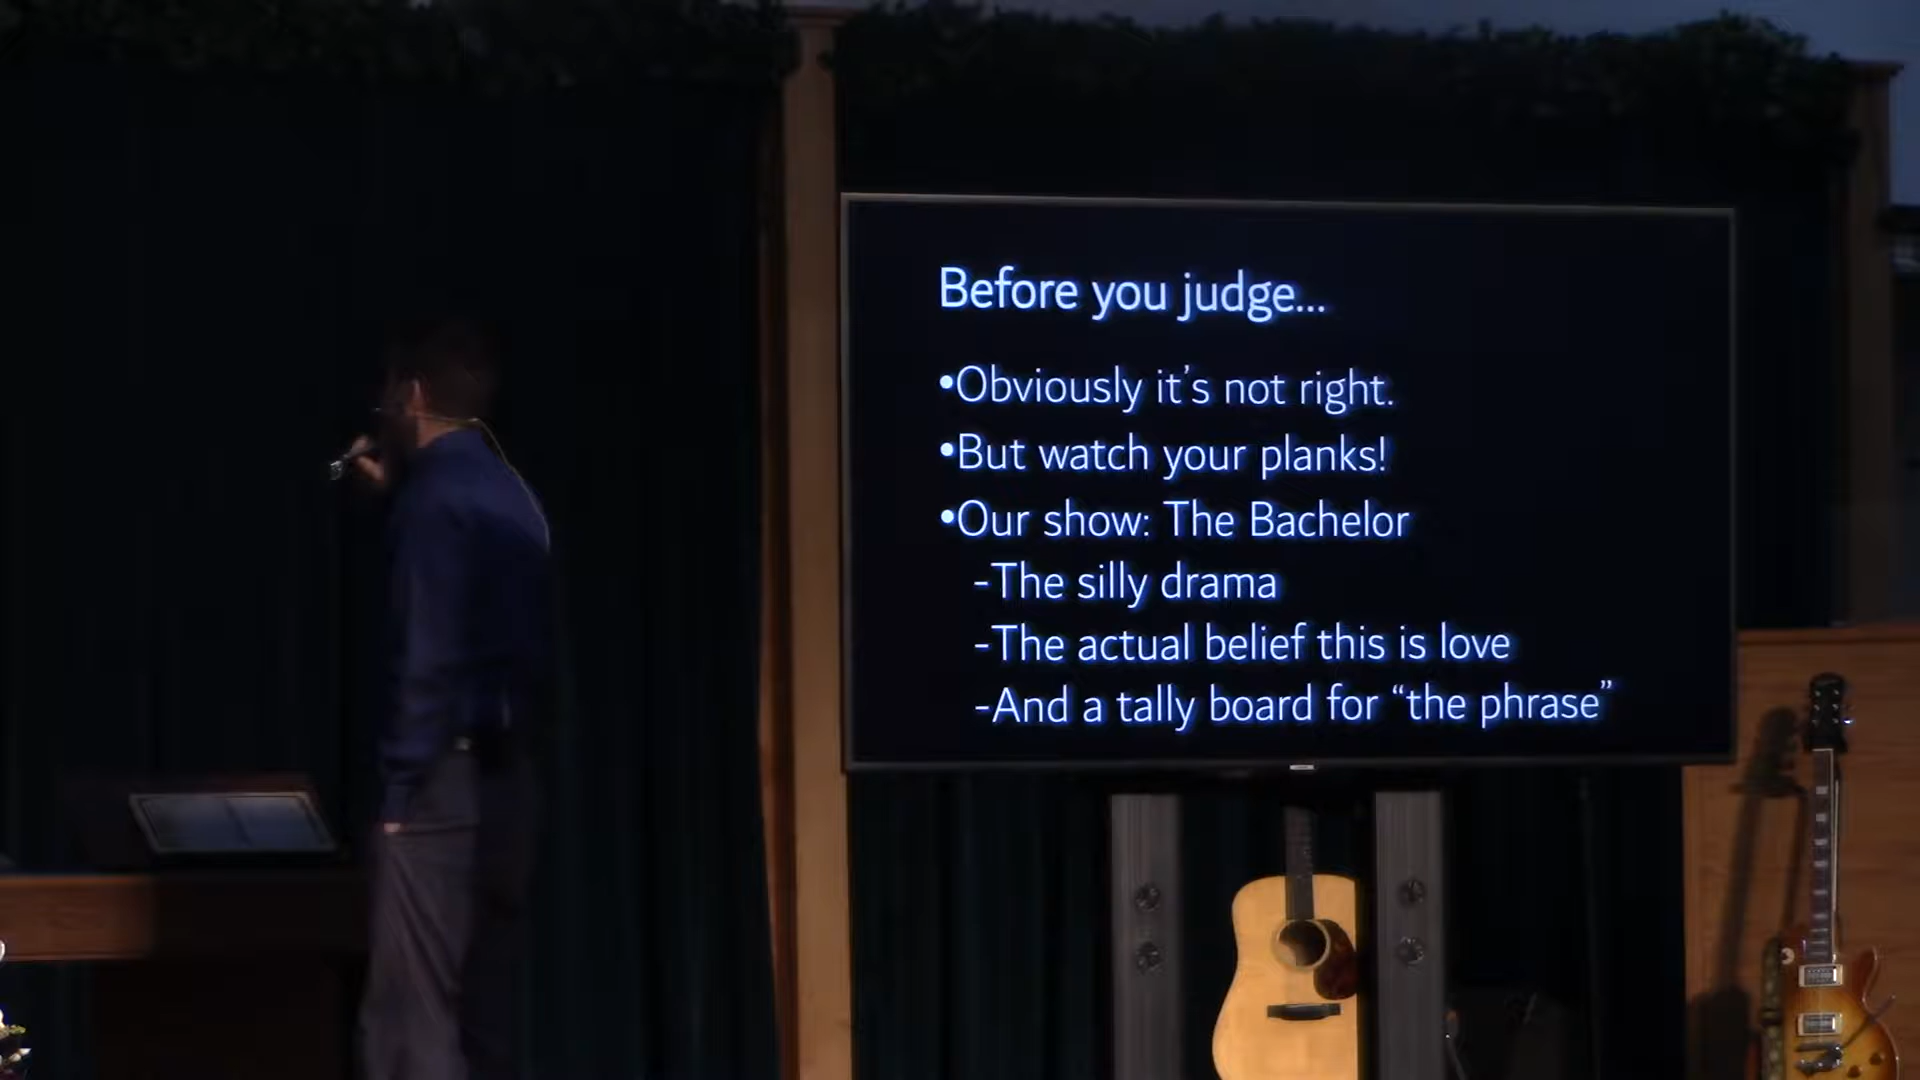 Before you judge...
•Obviously it's not right.
•But watch your planks!
•Our show: The Bachelor
-The silly drama
-The actual belief this is love
-And a tally board for “the phrase”